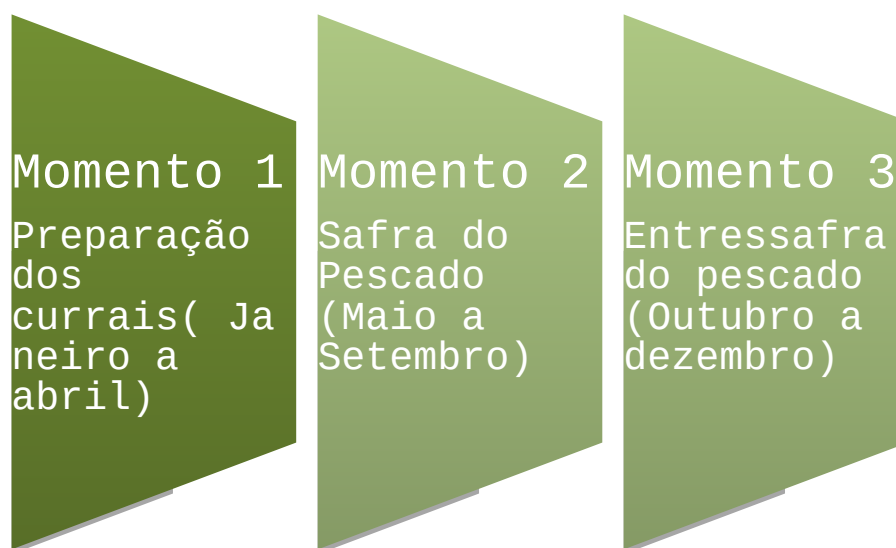 Momento 1
Preparação
dos
currais( Ja
neiro a
abril)
Momento 2
Safra do
Pescado
(Maio a
Setembro)
Momento 3
Entressafra
do pescado
(Outubro a
dezembro)